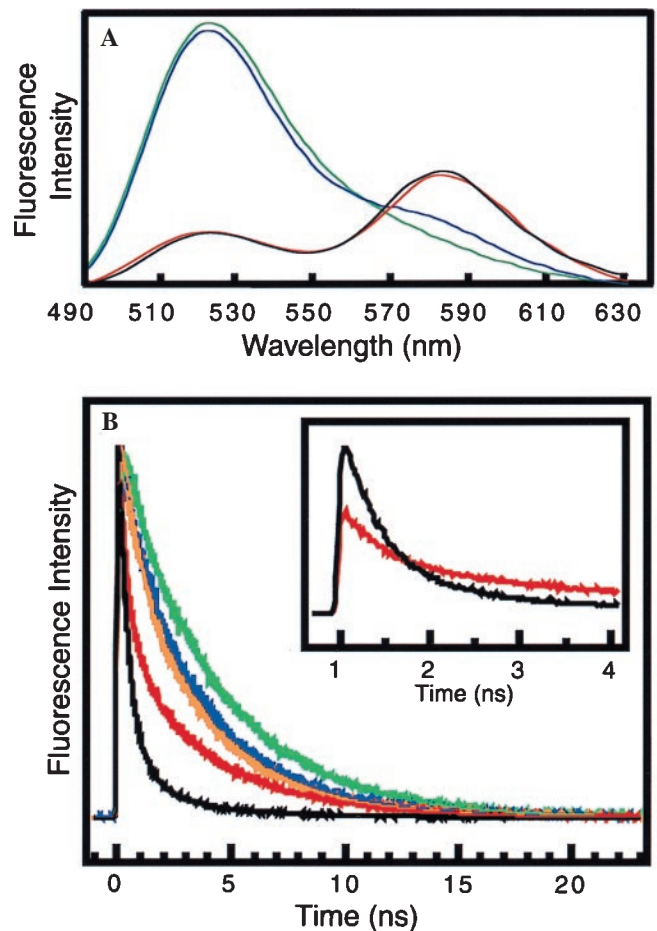 A
Fluorescence
Intensity
490 510 530 550 570 590 610 630
Wavelength (nm)
B
Fluorescence Intensity
1 2 3 4
Time (ns)
0 5 10 15 20
Time (ns)